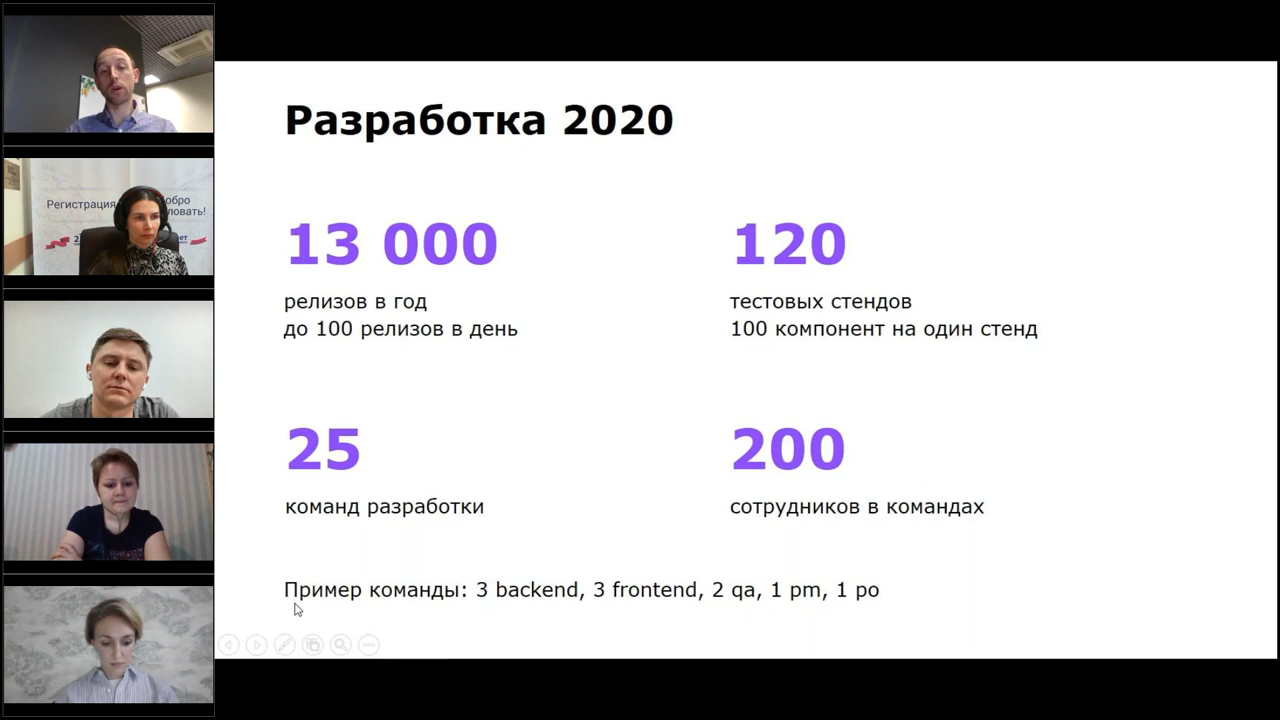 Разработка 2020
13 000
релизов в год
до 100 релизов в день
120
тестовых стендов
100 компонент на один стенд
25
команд разработки
200
сотрудников в командах
Пример команды: 3 backend, 3 frontend, 2 qa, 1 pm, 1 po
Регистрация